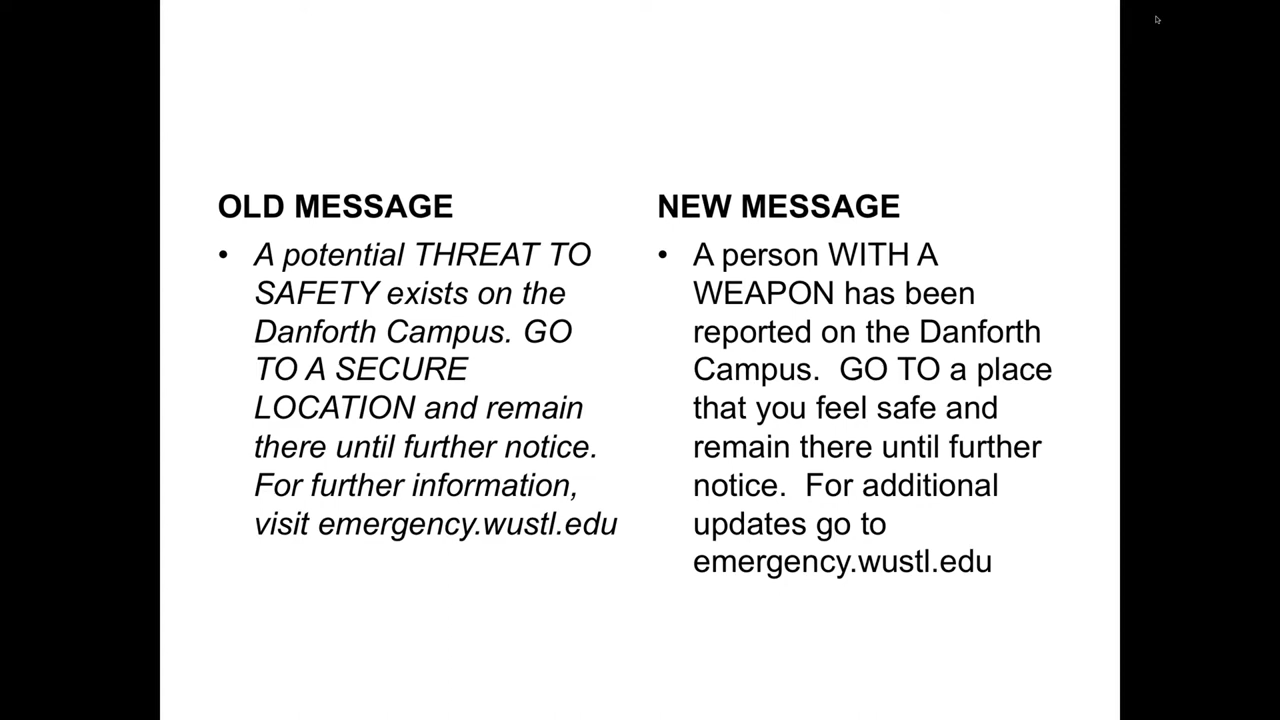 OLD MESSAGE
• A potential THREAT TO
SAFETY exists on the
Danforth Campus. GO
TO A SECURE
LOCATION and remain
there until further notice.
For further information,
visit emergency.wustl.edu
NEW MESSAGE
• A person WITH A
WEAPON has been
reported on the Danforth
Campus.  GO TO a place
that you feel safe and
remain there until further
notice.  For additional
updates go to
emergency.wustl.edu